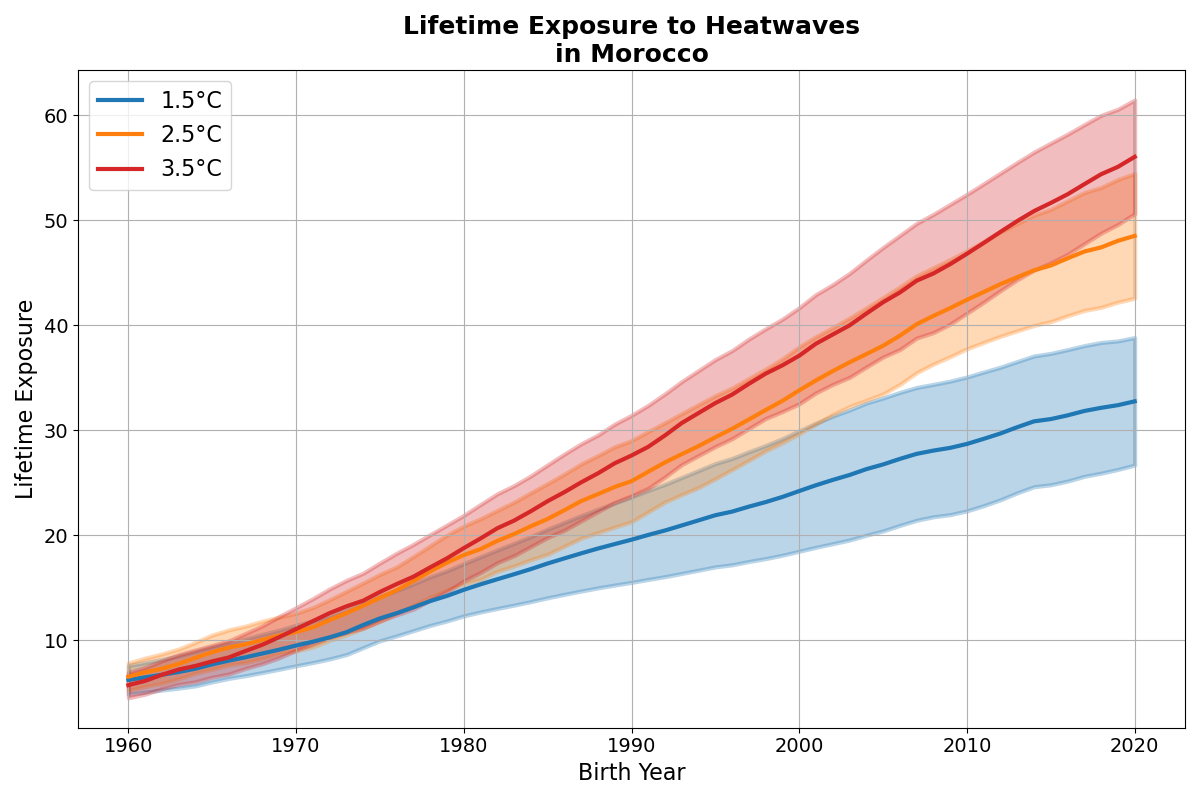 Lifetime Exposure to Heatwaves
in Morocco
1.5°C
2.5°C
3.5°C
Lifetime Exposure
60
50
40
30
20
10
1960 1970 1980 1990 2000 2010 2020
Birth Year